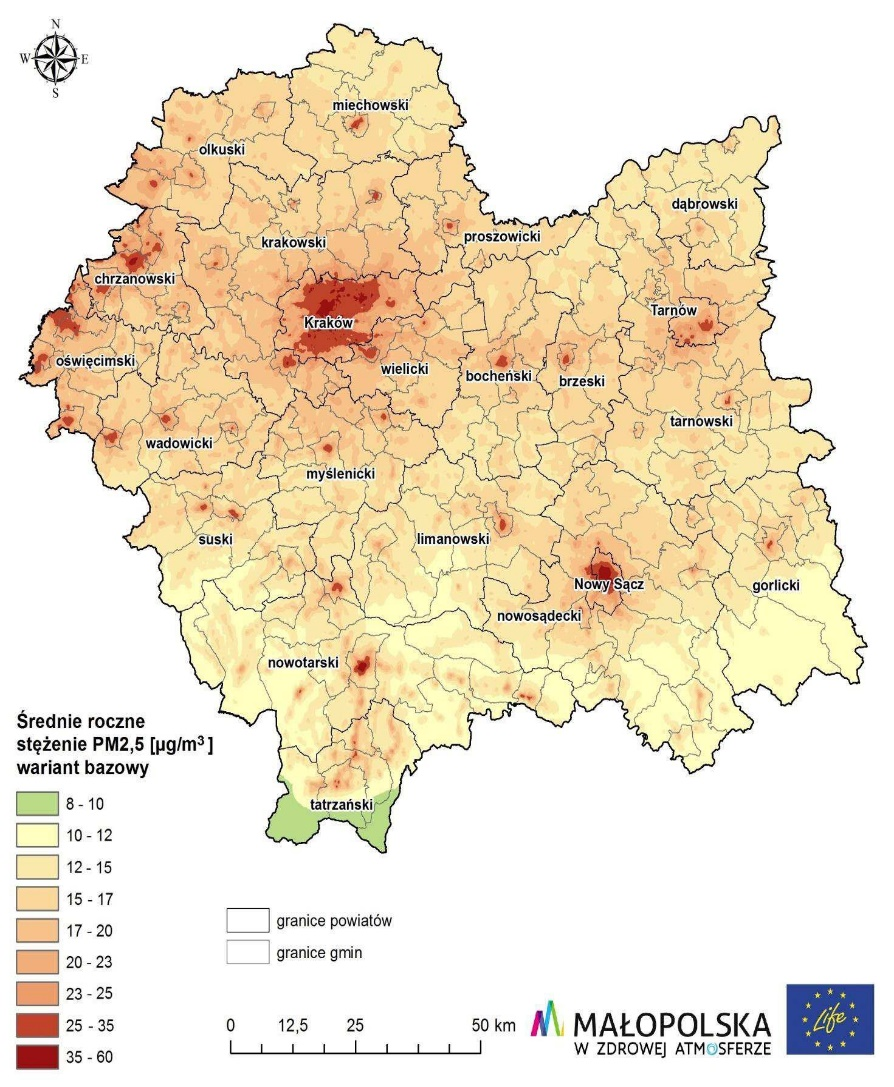 N
W E
S
miechowski
olkuski
dąbrowski
krakowski
proszowicki
chrzanowski
Tarnów
Kraków
oświęcimski
wielicki
bocheński
brzeski
tarnowski
wadowicki
myślenicki
suski
limanowski
Nowy Sącz
gorlicki
nowosądecki
nowotarski
tatrzański
Średnie roczne
stężenie PM2,5 [µg/m³]
wariant bazowy
8 - 10
10 - 12
12 - 15
15 - 17
17 - 20
20 - 23
23 - 25
25 - 35
35 - 60
granice powiatów
granice gmin
0 12,5 25 50 km
MAŁOPOLSKA
W ZDROWEJ ATMOSFERZE
Life